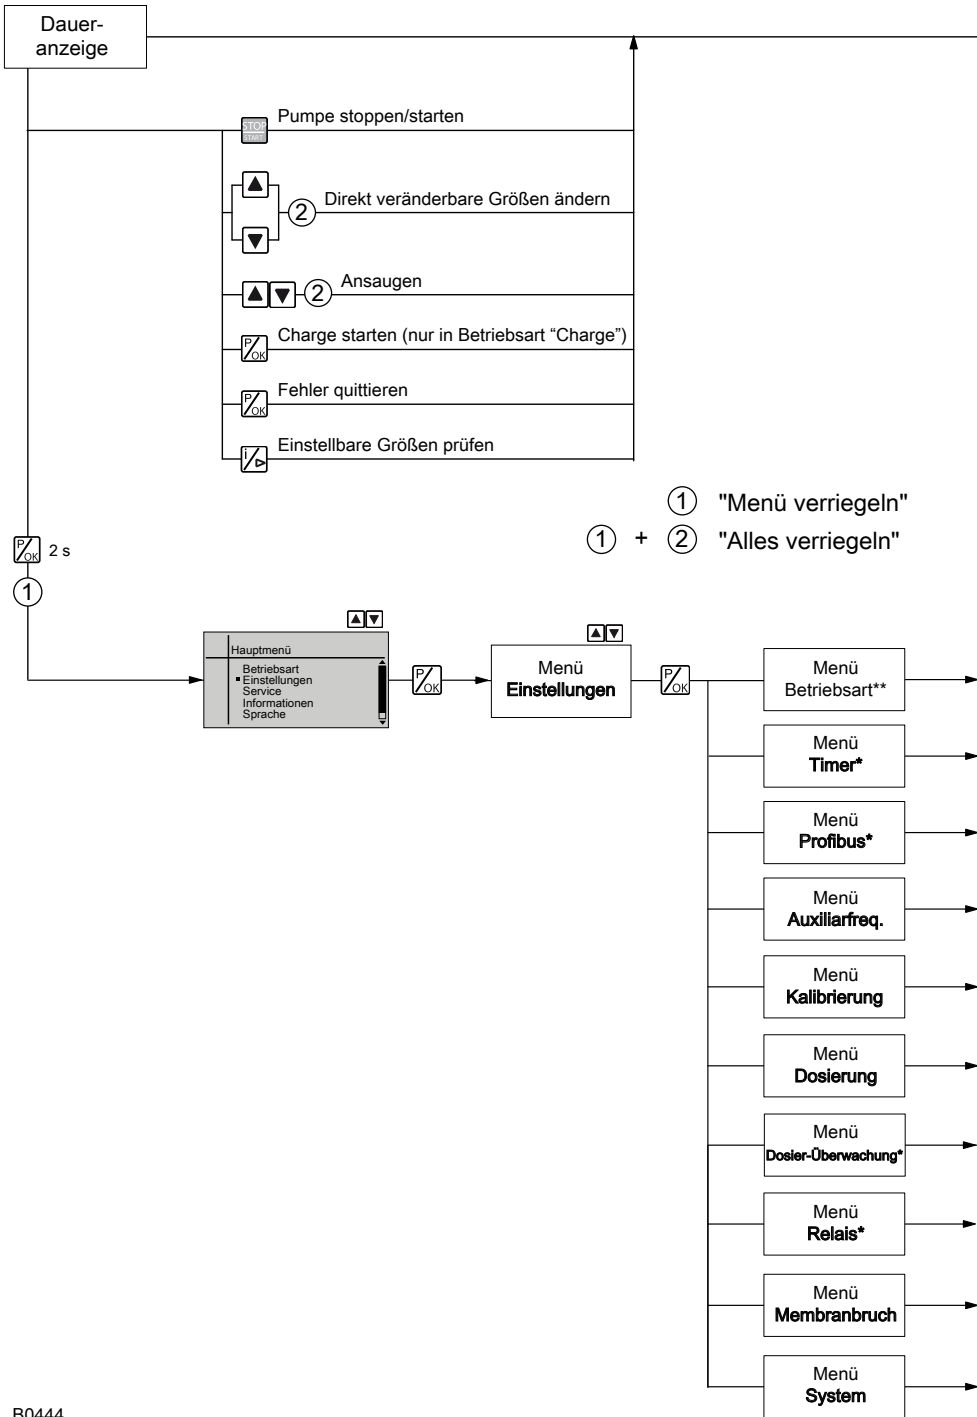 Dauer-
anzeige
STOP
START
Pumpe stoppen/starten
2
Direkt veränderbare Größen ändern
2
Ansaugen
P/OK
Charge starten (nur in Betriebsart “Charge”)
P/OK
Fehler quittieren
i/
Einstellbare Größen prüfen
1 "Menü verriegeln"
1 + 2 "Alles verriegeln"
P/OK 2 s
1
Hauptmenü
Betriebsart
Einstellungen
Service
Informationen
Sprache
P/OK
Menü
Einstellungen
P/OK
Menü
Betriebsart**
Menü
Timer*
Menü
Profibus*
Menü
Auxiliarfreq.
Menü
Kalibrierung
Menü
Dosierung
Menü
Dosier-Überwachung*
Menü
Relais*
Menü
Membranbruch
Menü
System
B0444